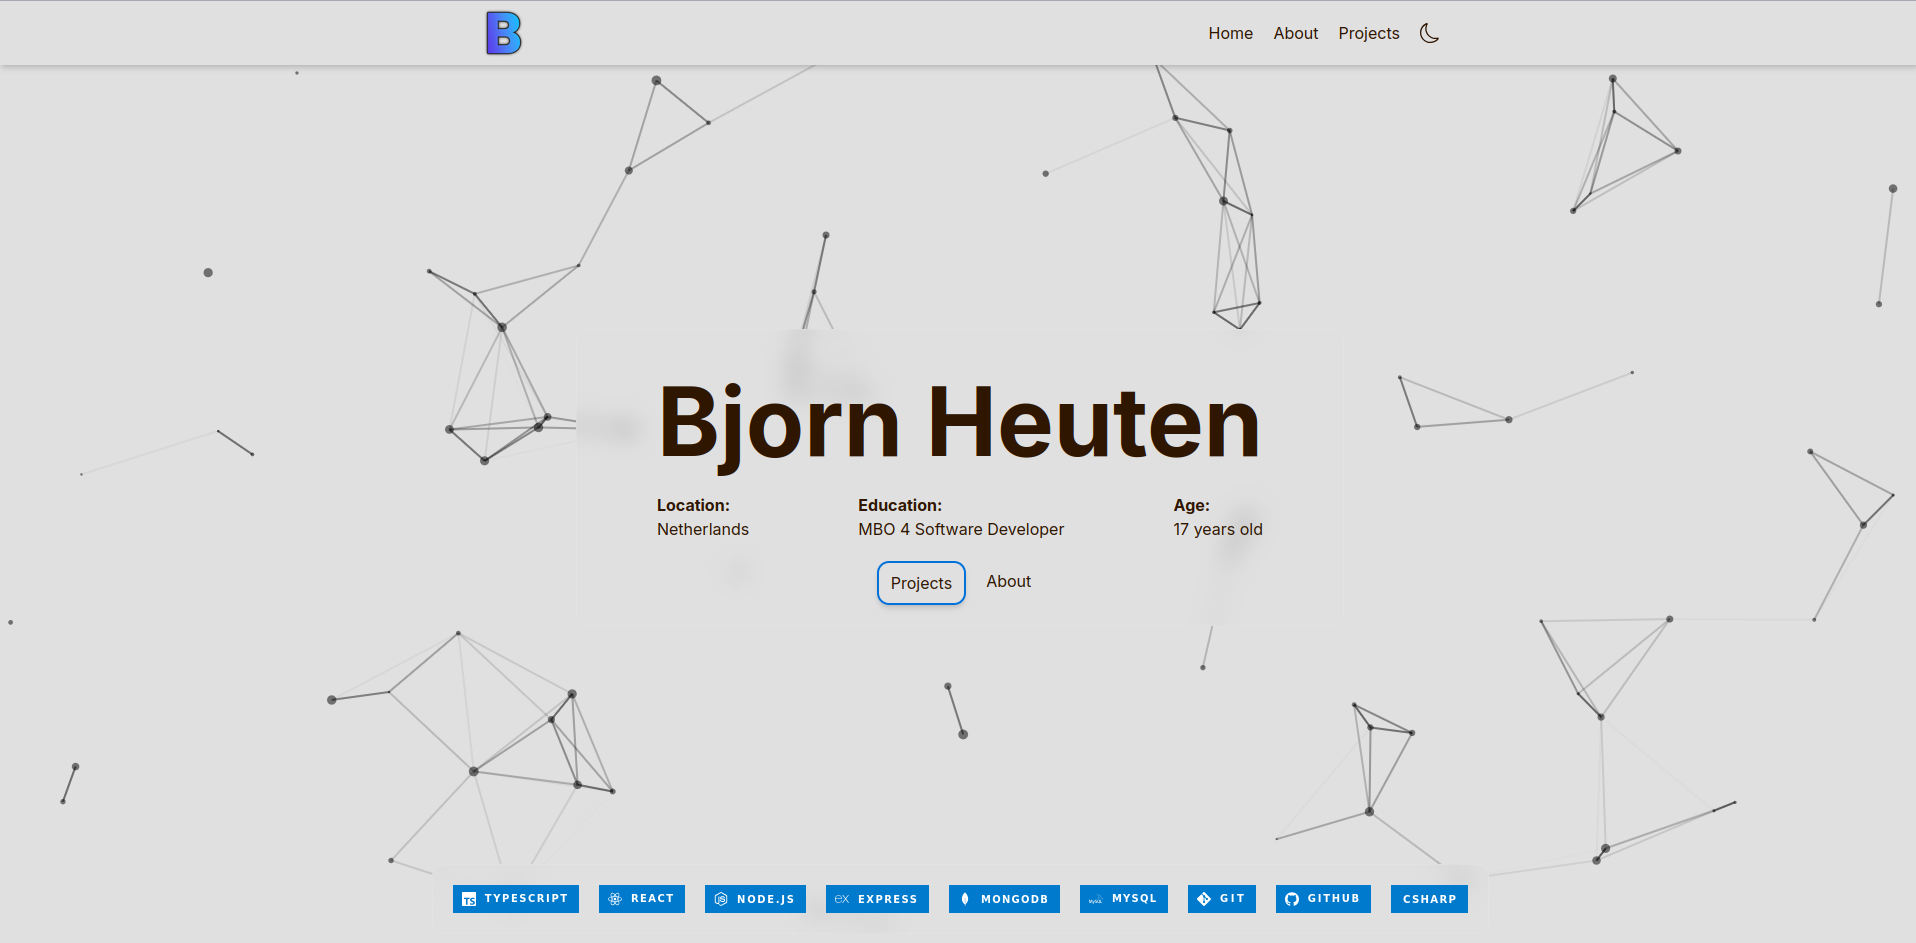 B
Home About Projects
Bjorn Heuten
Location: Education: Age:
Netherlands MBO 4 Software Developer 17 years old
Projects About
TS TYPESCRIPT REACT NODE.JS ex EXPRESS MONGODB MySQL MYSQL GIT GITHUB CSHARP